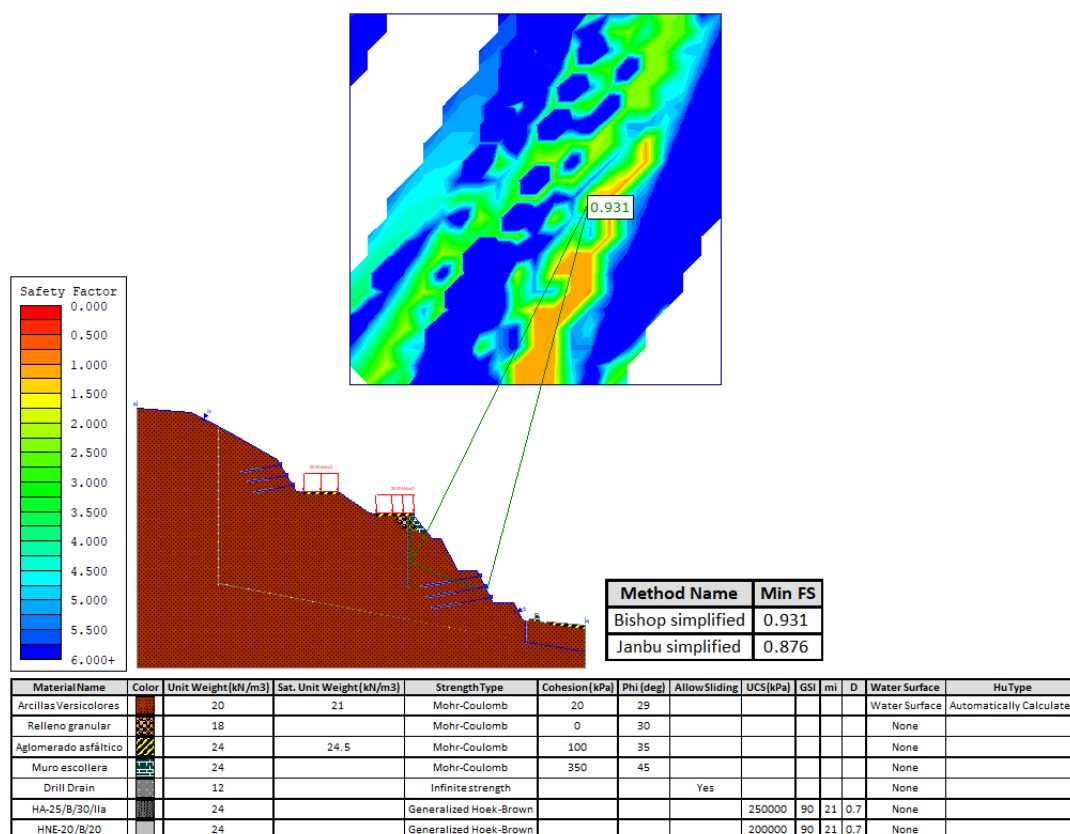 0.931
Safety Factor
0.000
0.500
1.000
1.500
2.000
2.500
3.000
3.500
4.000
4.500
5.000
5.500
6.000+
Method Name Min FS
Bishop simplified 0.931
Janbu simplified 0.876
Material Name Color Unit Weight (kN/m3) Sat. Unit Weight (kN/m3) Strength Type Cohesion (kPa) Phi (deg) Allow Sliding UCS (kPa) GSI mi D Water Surface Hu Type
Arcillas Versicolores 20 21 Mohr-Coulomb 20 29 Water Surface Automatically Calculate
Relleno granular 18 Mohr-Coulomb 0 30 None
Aglomerado asfáltico 24 24.5 Mohr-Coulomb 100 35 None
Muro escollera 24 Mohr-Coulomb 350 45 None
Drill Drain 12 Infinite strength Yes None
HA-25/B/30/IIa 24 Generalized Hoek-Brown 250000 90 21 0.7 None
HNE-20/B/20 24 Generalized Hoek-Brown 200000 90 21 0.7 None